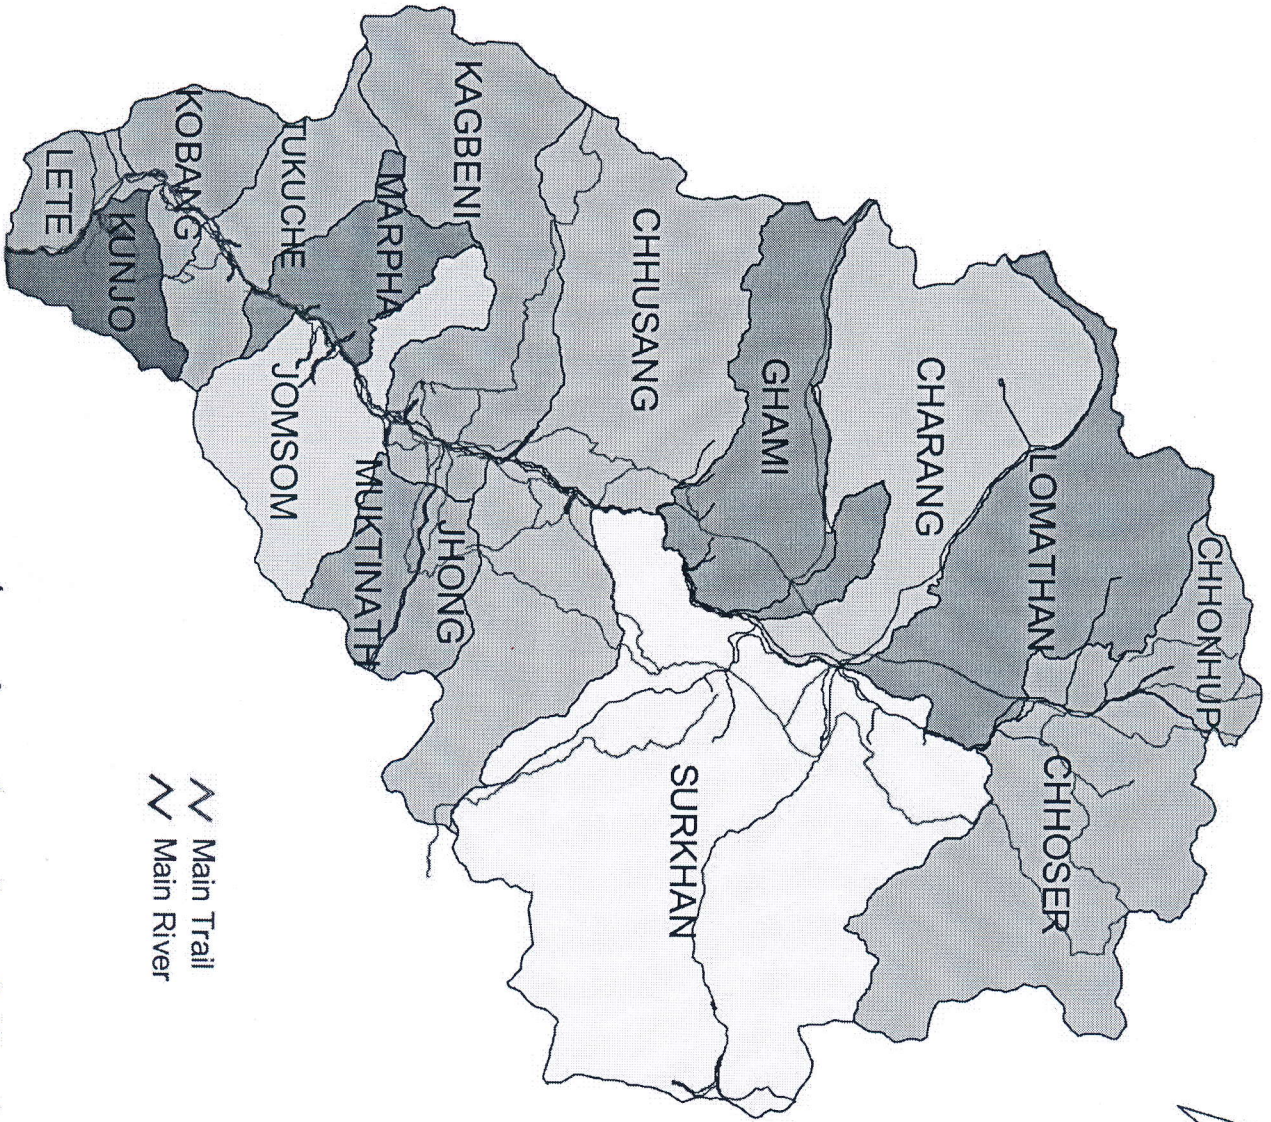 CHHONHUP
LOMATHAN
CHHOSER
CHARANG
GHAMI
SURKHAN
CHHUSANG
KAGBENI
JHONG
MARPHA
MUKTINATH
TUKUCHE
JOMSOM
KOBANG
KUNJO
LETE
Main Trail
Main River